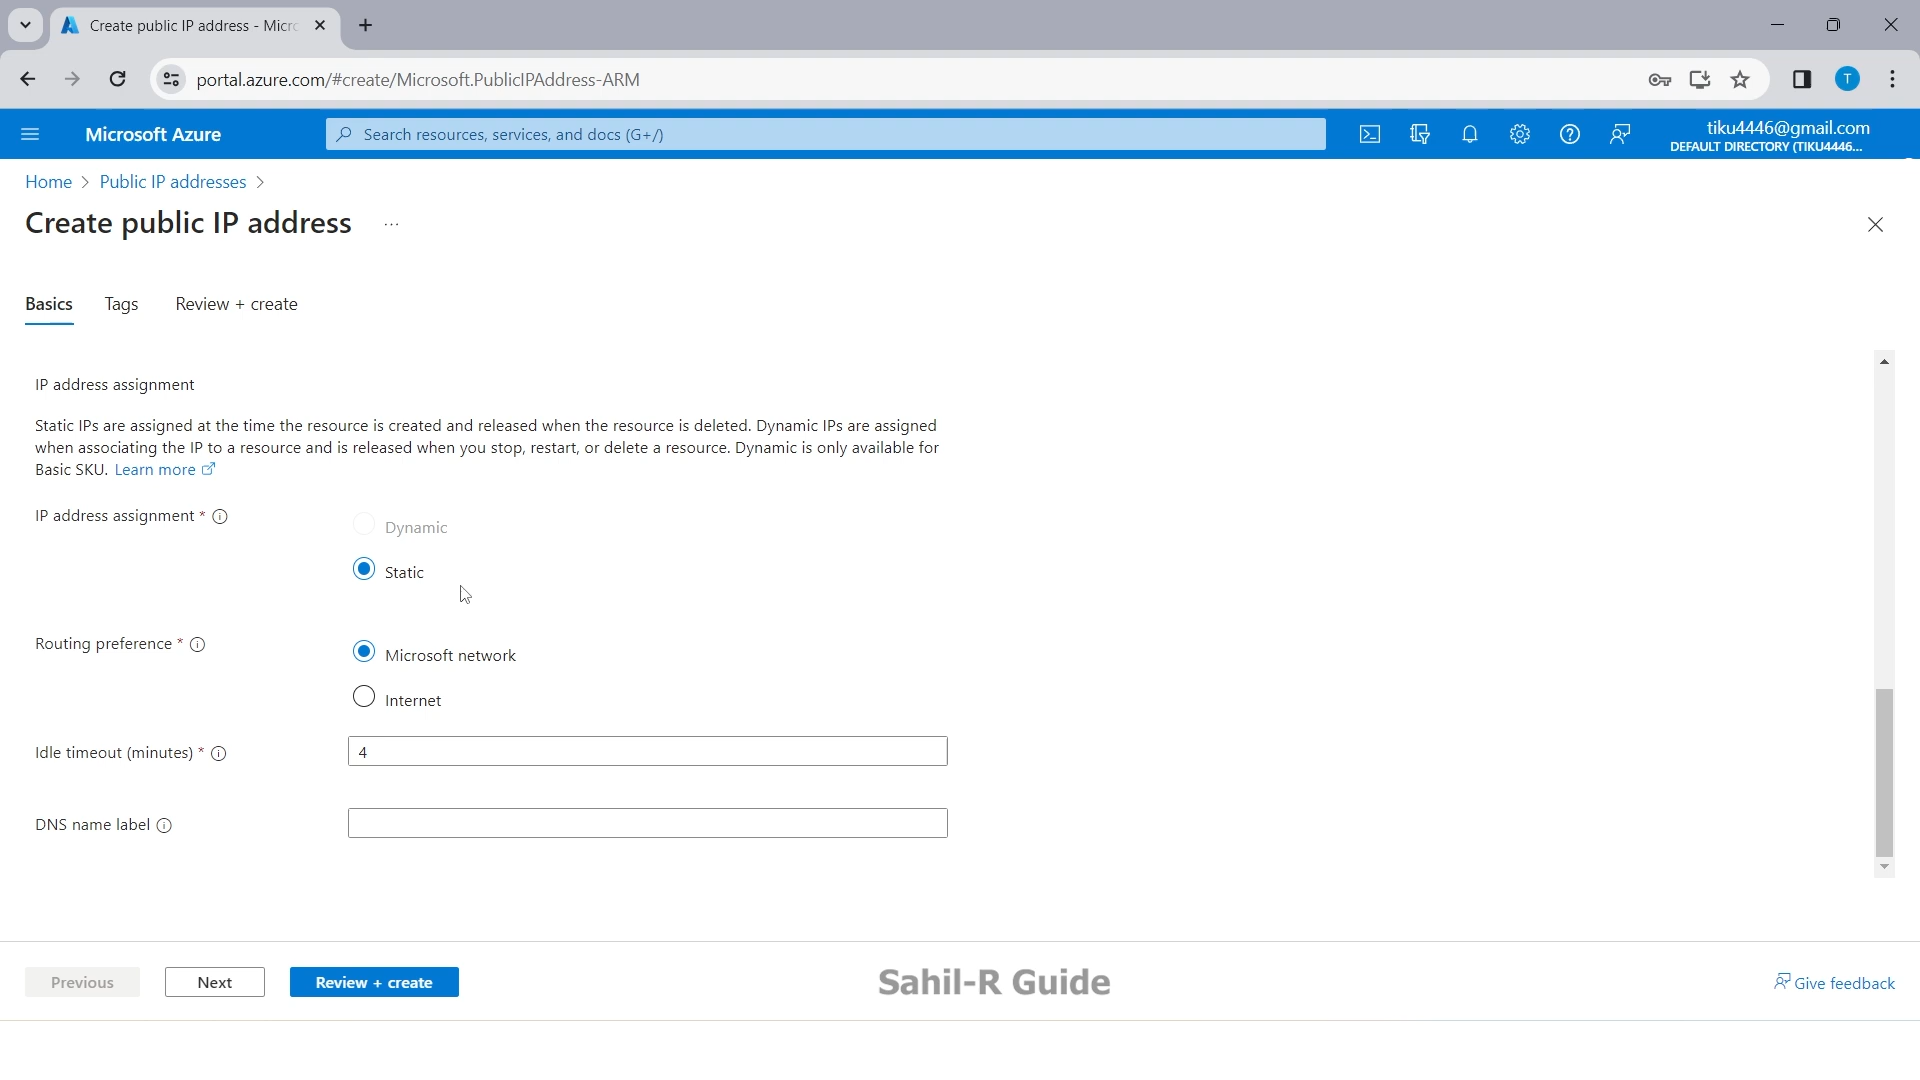 Create public IP address - Micro
portal.azure.com/#create/Microsoft.PublicIPAddress-ARM
T
Microsoft Azure
Search resources, services, and docs (G+/)
tiku4446@gmail.com
DEFAULT DIRECTORY (TIKU4446...
Home > Public IP addresses >
Create public IP address ...
Basics Tags Review + create
IP address assignment
Static IPs are assigned at the time the resource is created and released when the resource is deleted. Dynamic IPs are assigned
when associating the IP to a resource and is released when you stop, restart, or delete a resource. Dynamic is only available for
Basic SKU. Learn more
IP address assignment *
Dynamic
Static
Routing preference *
Microsoft network
Internet
Idle timeout (minutes) *
4
DNS name label
Previous Next Review + create
Sahil-R Guide
Give feedback